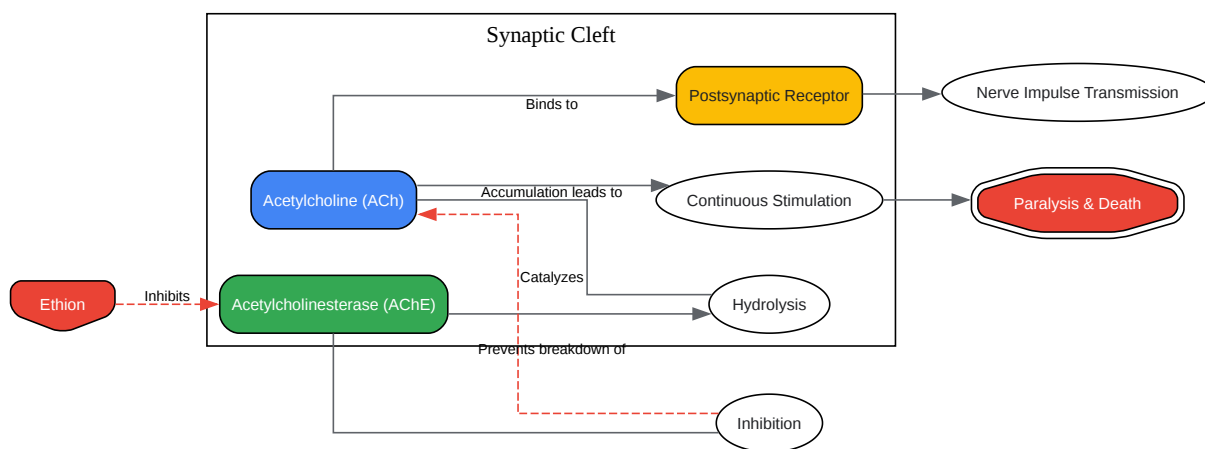 Synaptic Cleft
Postsynaptic Receptor
Nerve Impulse Transmission
Binds to
Acetylcholine (ACh)
Accumulation leads to
Continuous Stimulation
Paralysis & Death
Catalyzes
Ethion
Inhibits
Acetylcholinesterase (AChE)
Hydrolysis
Prevents breakdown of
Inhibition